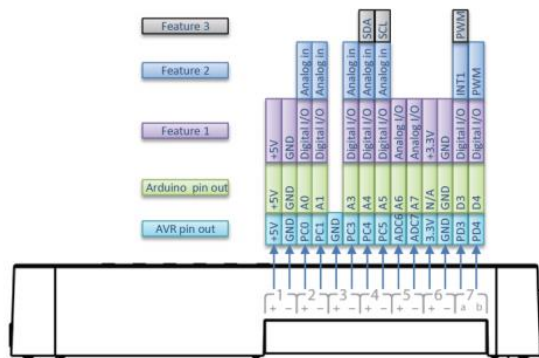 Feature 3
SDA
SCL
PWM
Feature 2
Analog in
Analog in
Analog in
Analog in
Analog in
INT1
PWM
Feature 1
+5V
GND
Digital I/O
Digital I/O
Digital I/O
Digital I/O
Digital I/O
Analog I/O
Analog I/O
+3.3V
GND
Digital I/O
Digital I/O
Arduino pin out
+5V
GND
A0
A1
A3
A4
A5
A6
A7
N/A
GND
D3
D4
AVR pin out
+5V
GND
PC0
PC1
GND
PC3
PC4
PC5
ADC6
ADC7
3.3V
GND
PD3
PD4
1 2 3 4 5 6 7
+ − + − + − + − + − + − a b